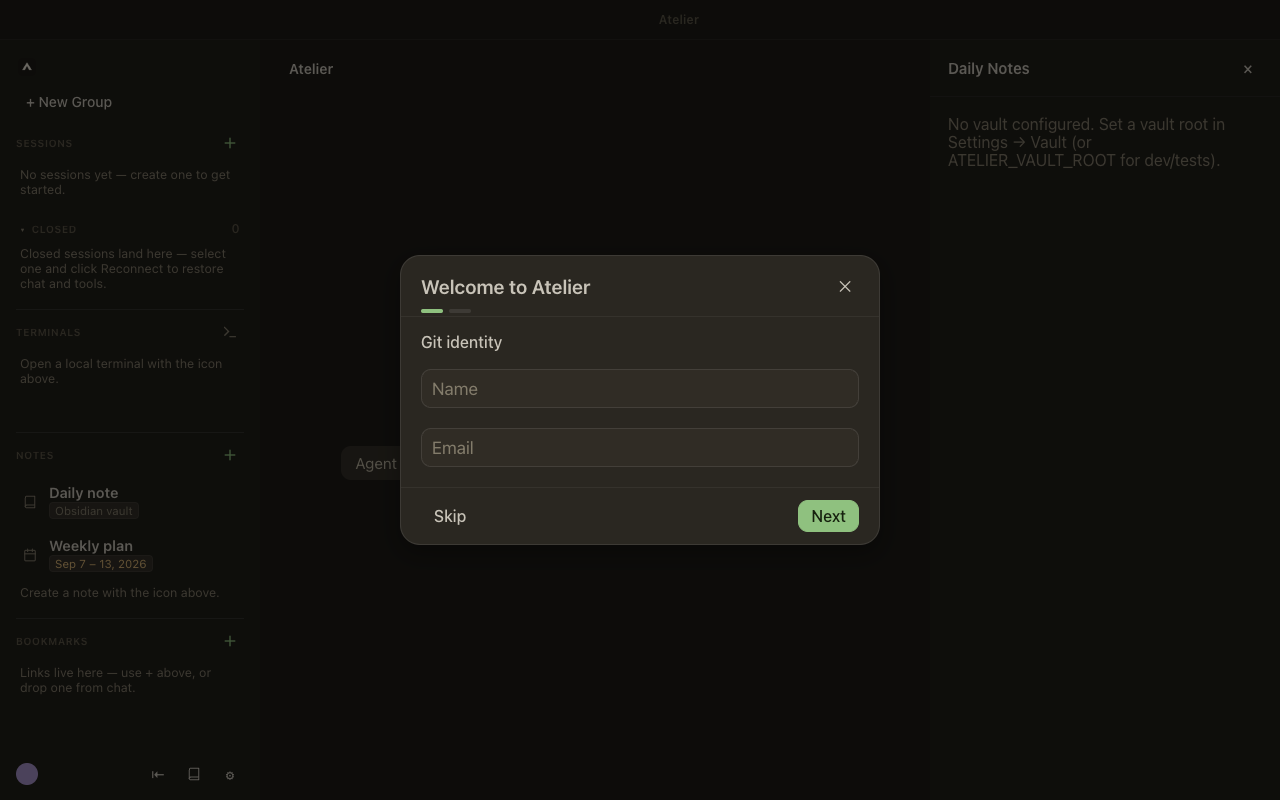 Atelier
+ New Group
SESSIONS
No sessions yet — create one to get
started.
• CLOSED 0
Closed sessions land here — select
one and click Reconnect to restore
chat and tools.
TERMINALS
Open a local terminal with the icon
above.
NOTES
Daily note
Obsidian vault
Weekly plan
Sep 7 – 13, 2026
Create a note with the icon above.
BOOKMARKS
Links live here — use + above, or
drop one from chat.
Atelier
Agent
Welcome to Atelier
Git identity
Name
Email
Skip
Next
Daily Notes
No vault configured. Set a vault root in
Settings → Vault (or
ATELIER_VAULT_ROOT for dev/tests).